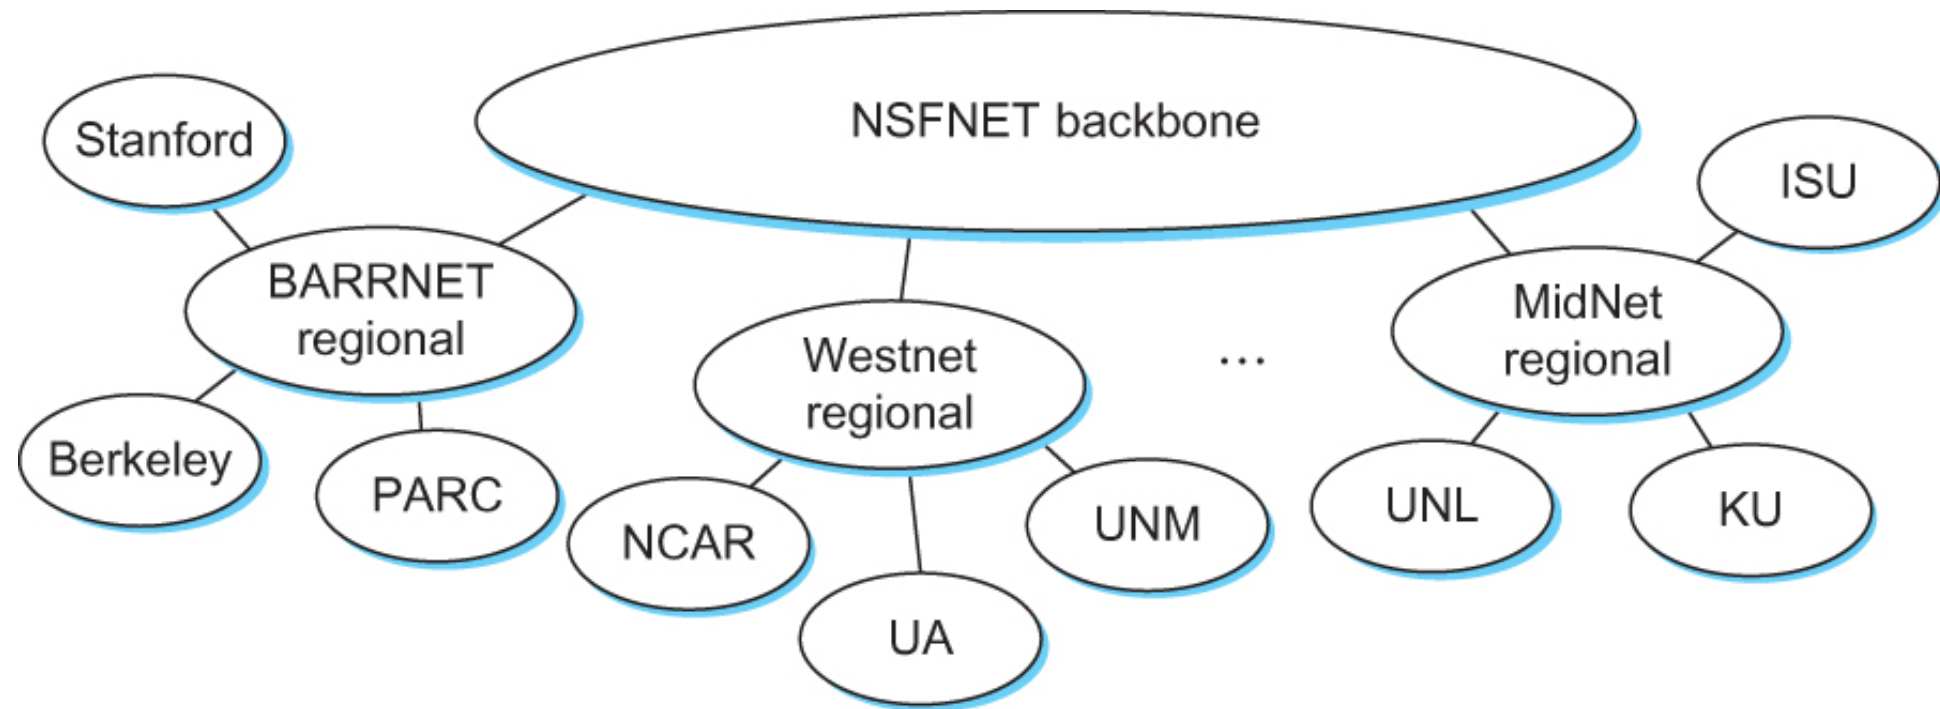 NSFNET backbone
Stanford
ISU
BARRNET
regional
MidNet
regional
Westnet
regional
...
Berkeley
PARC
NCAR
UNM
UNL
KU
UA